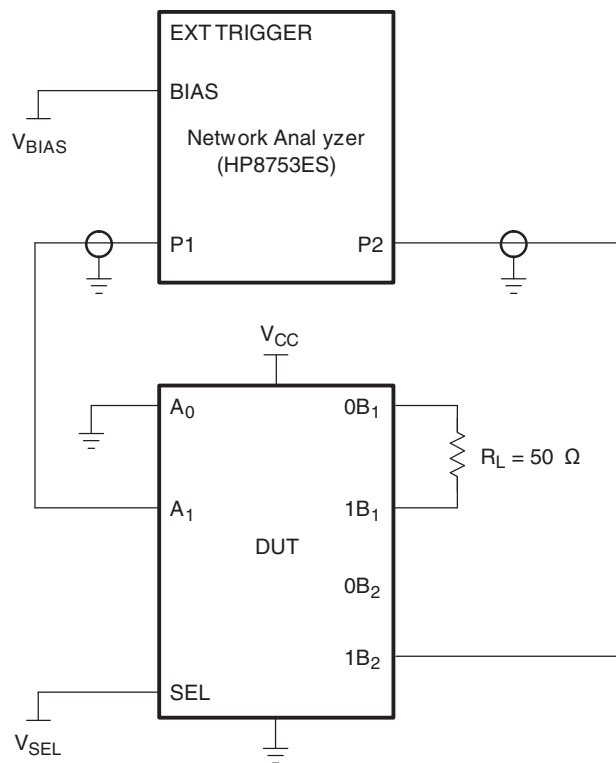 EXT TRIGGER
BIAS
V_BIAS
Network Anal yzer
(HP8753ES)
P1
P2
V_CC
A_0
0B_1
R_L = 50 Ω
A_1
1B_1
DUT
0B_2
1B_2
SEL
V_SEL